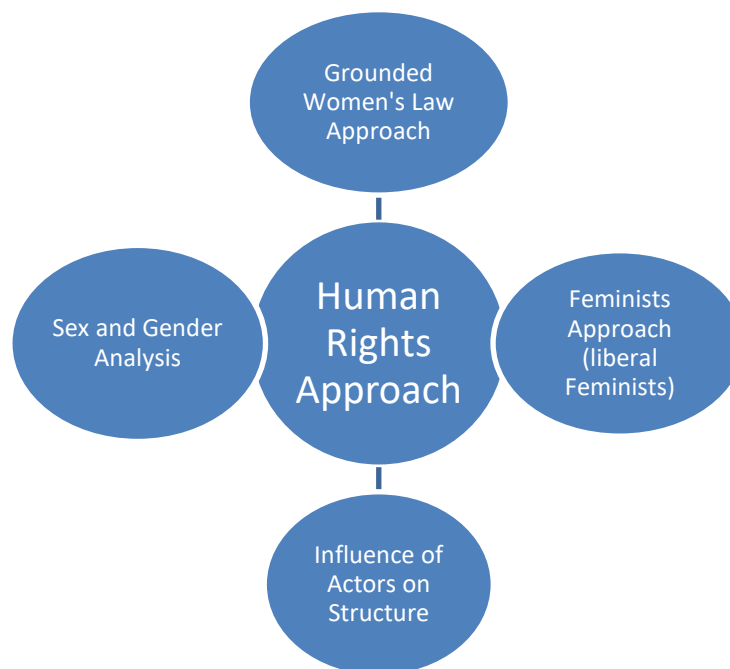 Grounded
Women's Law
Approach
Sex and Gender
Analysis
Human
Rights
Approach
Feminists
Approach
(liberal
Feminists)
Influence of
Actors on
Structure